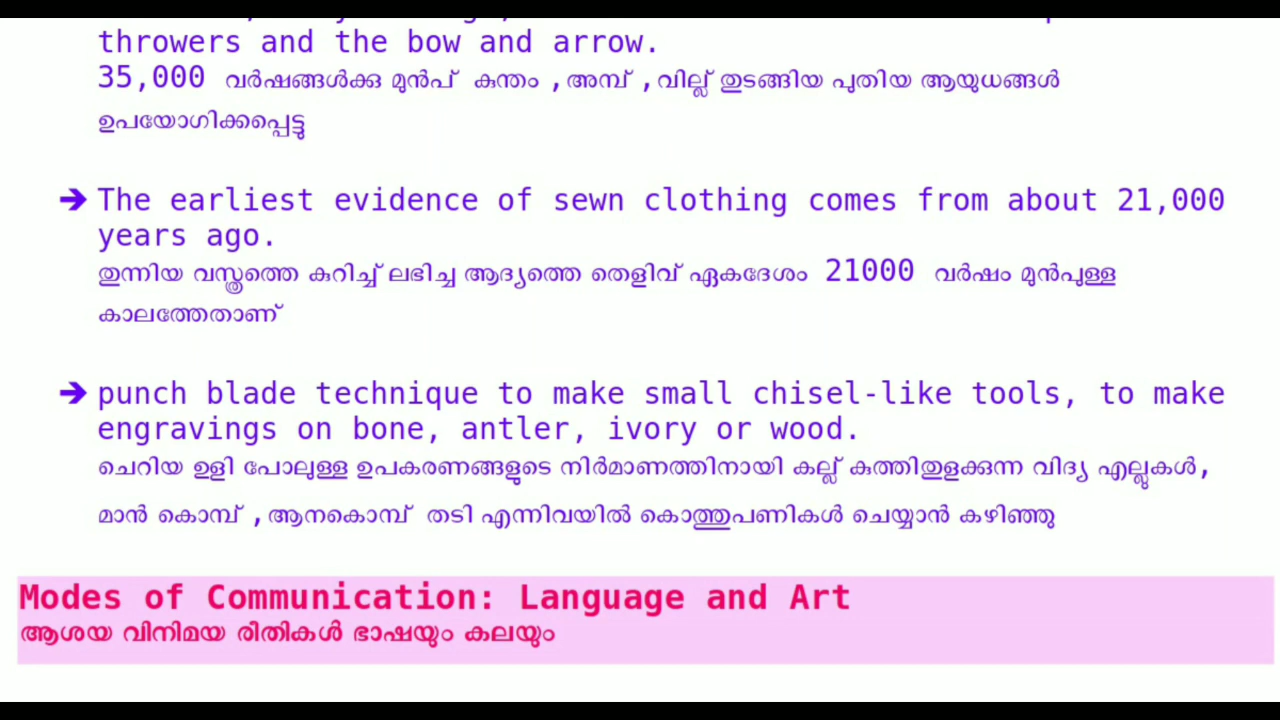 throwers and the bow and arrow.
35,000 വർഷങ്ങൾക്കു മുൻപ് കുന്തം ,അമ്പ് ,വില്ല് തുടങ്ങിയ പുതിയ ആയുധങ്ങൾ
ഉപയോഗിക്കപ്പെട്ടു
➔ The earliest evidence of sewn clothing comes from about 21,000
years ago.
തുന്നിയ വസ്ത്രത്തെ കുറിച്ച് ലഭിച്ച ആദ്യത്തെ തെളിവ് ഏകദേശം 21000 വർഷം മുൻപുള്ള
കാലത്തേതാണ്
➔ punch blade technique to make small chisel-like tools, to make
engravings on bone, antler, ivory or wood.
ചെറിയ ഉളി പോലുള്ള ഉപകരണങ്ങളുടെ നിർമാണത്തിനായി കല്ല് കുത്തിതുളക്കുന്ന വിദ്യ എല്ലുകൾ,
മാൻ കൊമ്പ് ,ആനകൊമ്പ് തടി എന്നിവയിൽ കൊത്തുപണികൾ ചെയ്യാൻ കഴിഞ്ഞു
Modes of Communication: Language and Art
ആശയ വിനിമയ രീതികൾ ഭാഷയും കലയും